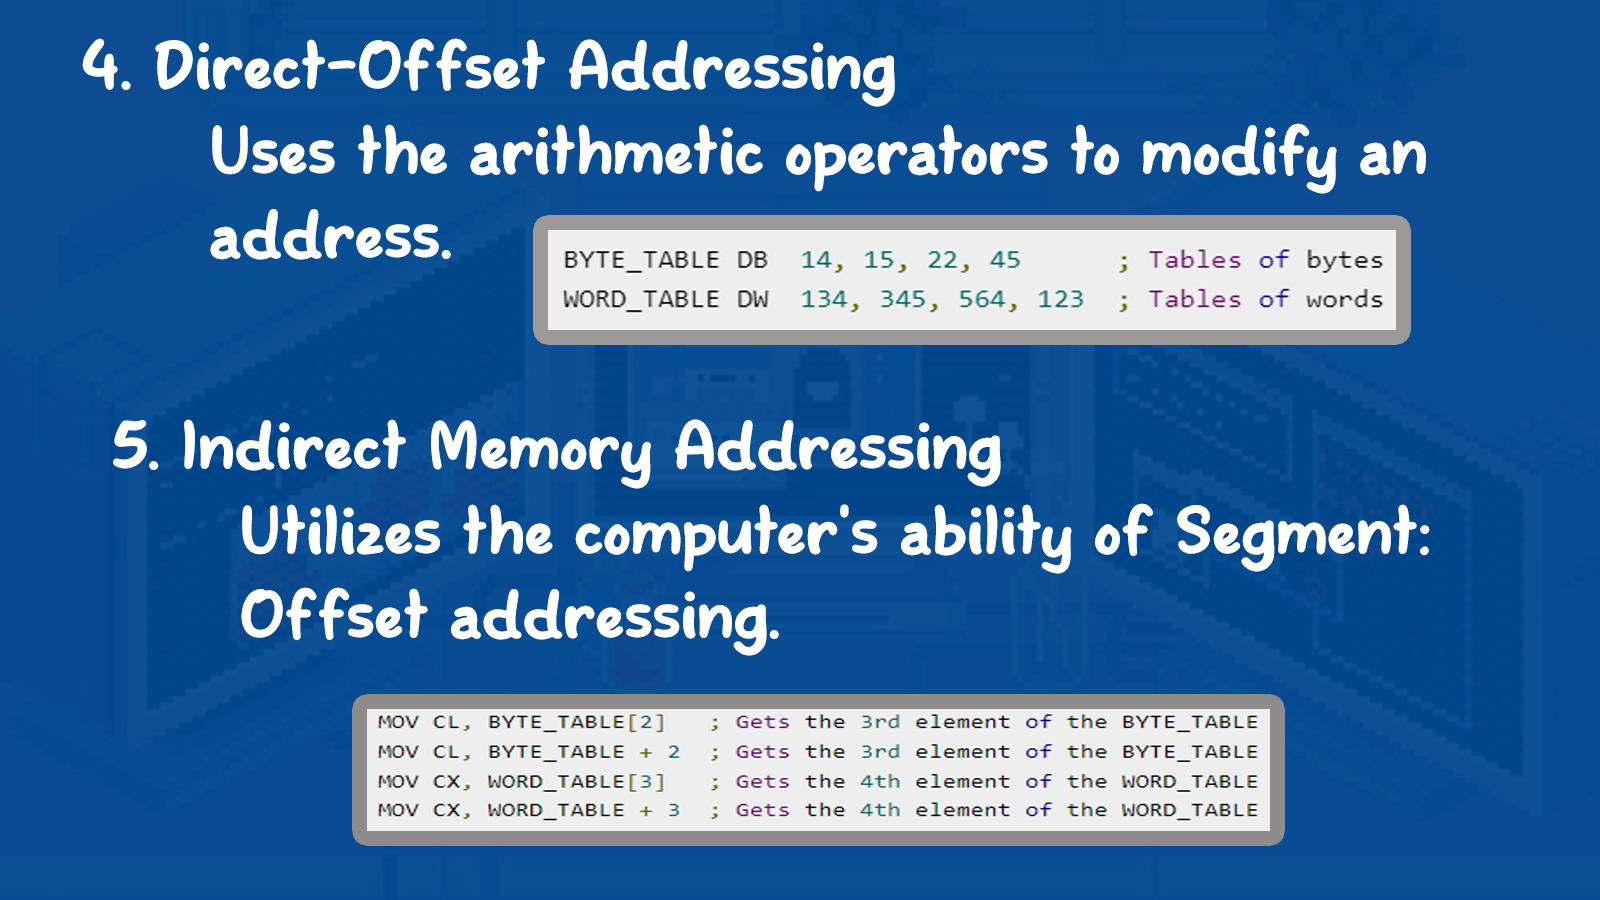 4. Direct-Offset Addressing
Uses the arithmetic operators to modify an
address.
BYTE_TABLE DB 14, 15, 22, 45 ; Tables of bytes
WORD_TABLE DW 134, 345, 564, 123 ; Tables of words
5. Indirect Memory Addressing
Utilizes the computer's ability of Segment:
Offset addressing.
MOV CL, BYTE_TABLE[2] ; Gets the 3rd element of the BYTE_TABLE
MOV CL, BYTE_TABLE + 2 ; Gets the 3rd element of the BYTE_TABLE
MOV CX, WORD_TABLE[3] ; Gets the 4th element of the WORD_TABLE
MOV CX, WORD_TABLE + 3 ; Gets the 4th element of the WORD_TABLE